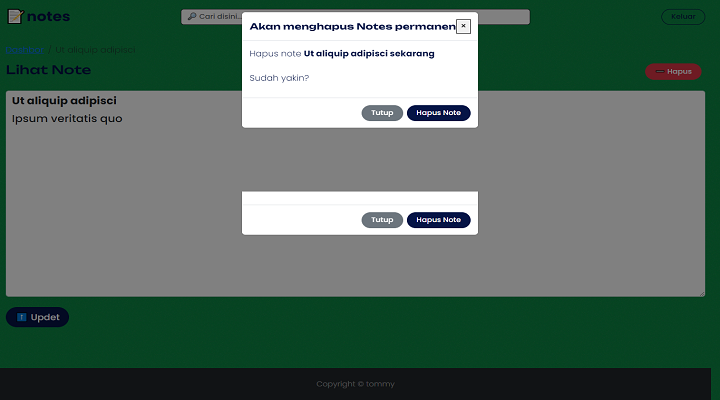 notes
Cari disini...
Keluar
Akan menghapus Notes permanen
×
Hapus note Ut aliquip adipisci sekarang
Sudah yakin?
Tutup
Hapus Note
/ Ut aliquip adipisci
Lihat Note
Hapus
Ut aliquip adipisci
Ipsum veritatis quo
Tutup
Hapus Note
Updet
Copyright © tommy